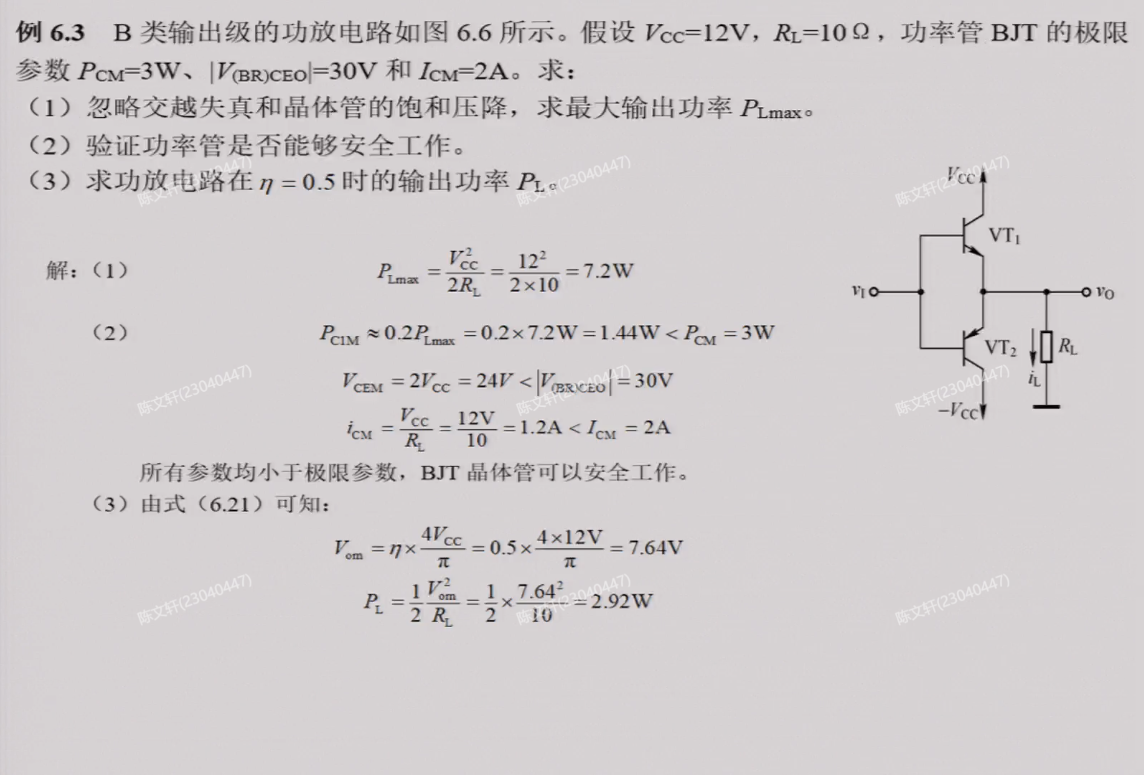 例 6.3 B 类输出级的功放电路如图 6.6 所示。假设 VCC=12V，RL=10Ω，功率管 BJT 的极限
参数 PCM=3W、|V(BR)CEO|=30V 和 ICM=2A。求：
（1）忽略交越失真和晶体管的饱和压降，求最大输出功率 PLmax。
（2）验证功率管是否能够安全工作。
（3）求功放电路在 η = 0.5 时的输出功率 PL。
解：（1） PLmax = VCC²/2RL = 12²/2×10 = 7.2W
（2） PC1M ≈ 0.2PLmax = 0.2×7.2W = 1.44W < PCM = 3W
VCEM = 2VCC = 24V < |V(BR)CEO| = 30V
iCM = VCC/RL = 12V/10 = 1.2A < ICM = 2A
所有参数均小于极限参数，BJT 晶体管可以安全工作。
（3）由式（6.21）可知：
Vom = η× 4VCC/π = 0.5× 4×12V/π = 7.64V
PL = 1/2 Vom²/RL = 1/2 × 7.64²/10 = 2.92W
VCC
VT1
vI
vO
VT2
RL
iL
−VCC
陈文轩(23040447)
陈文轩(23040447)
陈文轩(23040447)
陈文轩(23040447)
陈文轩(23040447)
陈文轩(23040447)
陈文轩(23040447)
陈文轩(23040447)
陈文轩(23040447)